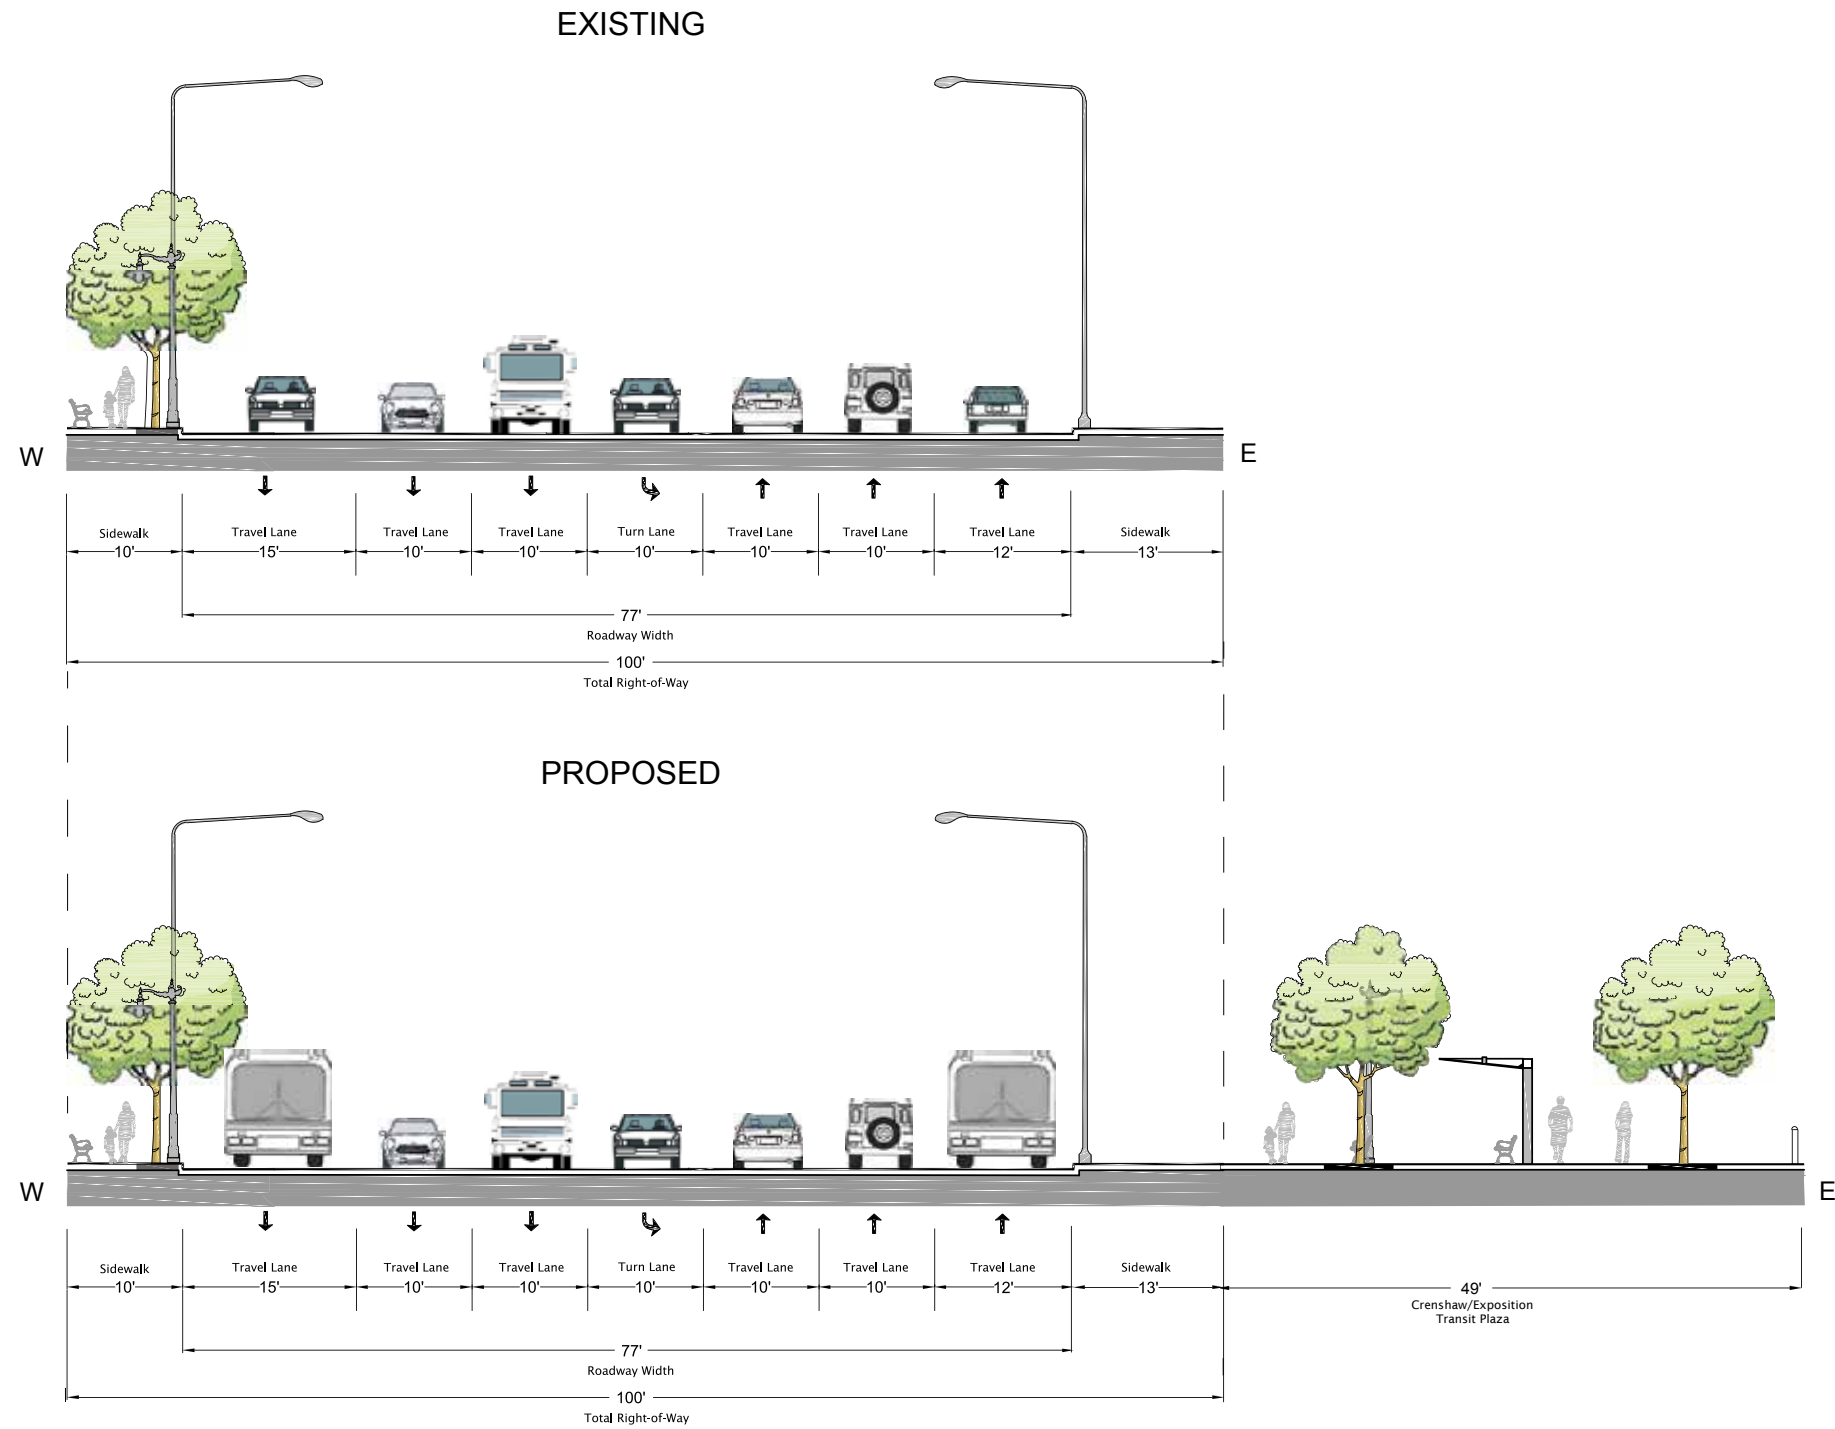 EXISTING
W
E
Sidewalk
Travel Lane
Travel Lane
Travel Lane
Turn Lane
Travel Lane
Travel Lane
Travel Lane
Sidewalk
10'
15'
10'
10'
10'
10'
10'
12'
13'
77'
Roadway Width
100'
Total Right-of-Way
PROPOSED
W
E
Sidewalk
Travel Lane
Travel Lane
Travel Lane
Turn Lane
Travel Lane
Travel Lane
Travel Lane
Sidewalk
10'
15'
10'
10'
10'
10'
10'
12'
13'
49'
Crenshaw/Exposition
Transit Plaza
77'
Roadway Width
100'
Total Right-of-Way